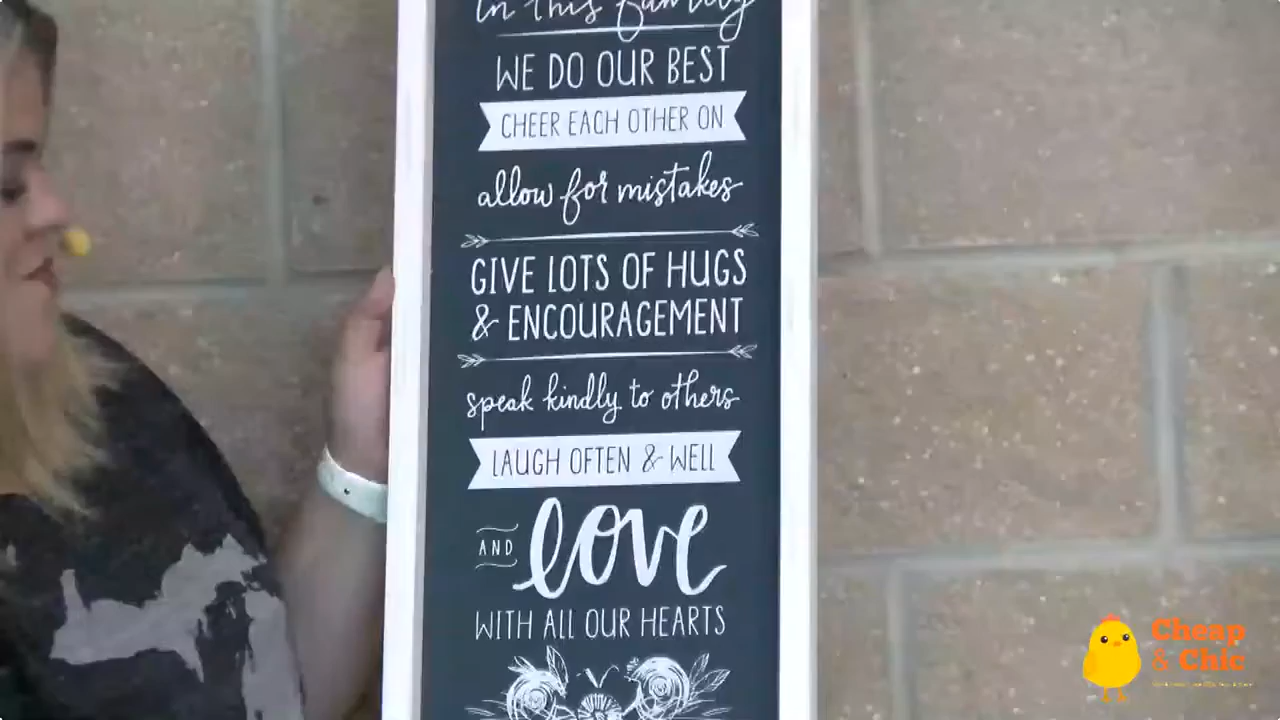 in this family
WE DO OUR BEST
CHEER EACH OTHER ON
allow for mistakes
GIVE LOTS OF HUGS
& ENCOURAGEMENT
speak kindly to others
LAUGH OFTEN & WELL
AND love
WITH ALL OUR HEARTS
Cheap
& Chic